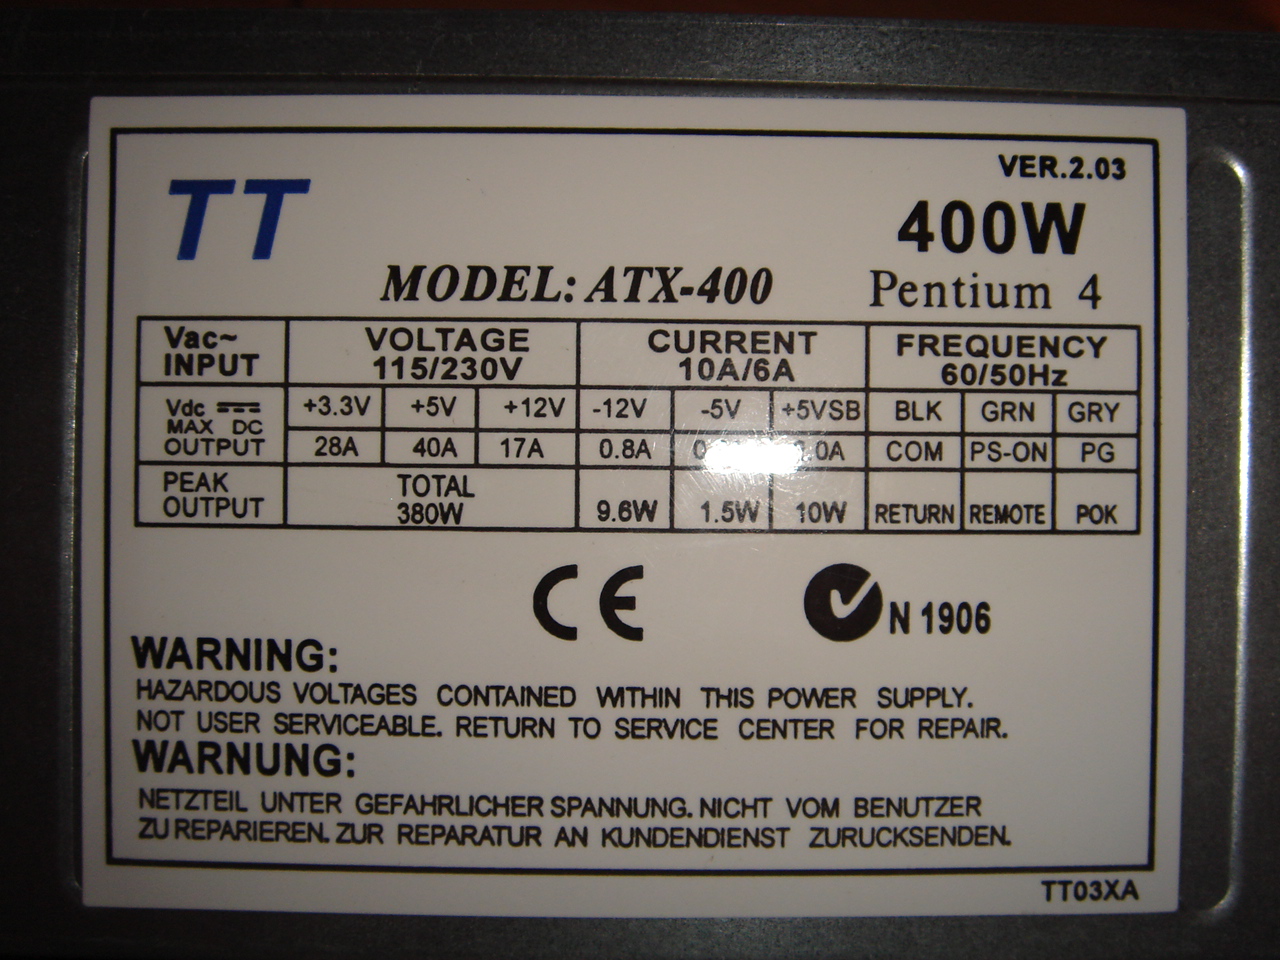 VER.2.03
TT
400W
MODEL: ATX-400
Pentium 4
Vac~ INPUT VOLTAGE 115/230V CURRENT 10A/6A FREQUENCY 60/50Hz
Vdc MAX DC OUTPUT +3.3V +5V +12V -12V -5V +5VSB BLK GRN GRY
28A 40A 17A 0.8A COM PS-ON PG
PEAK OUTPUT TOTAL 380W 9.6W 1.5W 10W RETURN REMOTE POK
CE
N 1906
WARNING:
HAZARDOUS VOLTAGES CONTAINED WITHIN THIS POWER SUPPLY.
NOT USER SERVICEABLE. RETURN TO SERVICE CENTER FOR REPAIR.
WARNUNG:
NETZTEIL UNTER GEFAHRLICHER SPANNUNG. NICHT VOM BENUTZER
ZU REPARIEREN. ZUR REPARATUR AN KUNDENDIENST ZURUCKSENDEN.
TT03XA